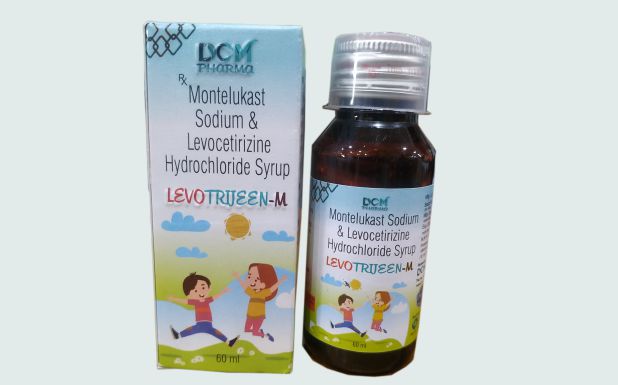 DCM
PHARMA
Rx
Montelukast
Sodium &
Levocetirizine
Hydrochloride Syrup
LEVOTRIJEEN-M
60 ml
DCM
PHARMA
Montelukast Sodium
& Levocetirizine
Hydrochloride Syrup
LEVOTRIJEEN-M
60 ml